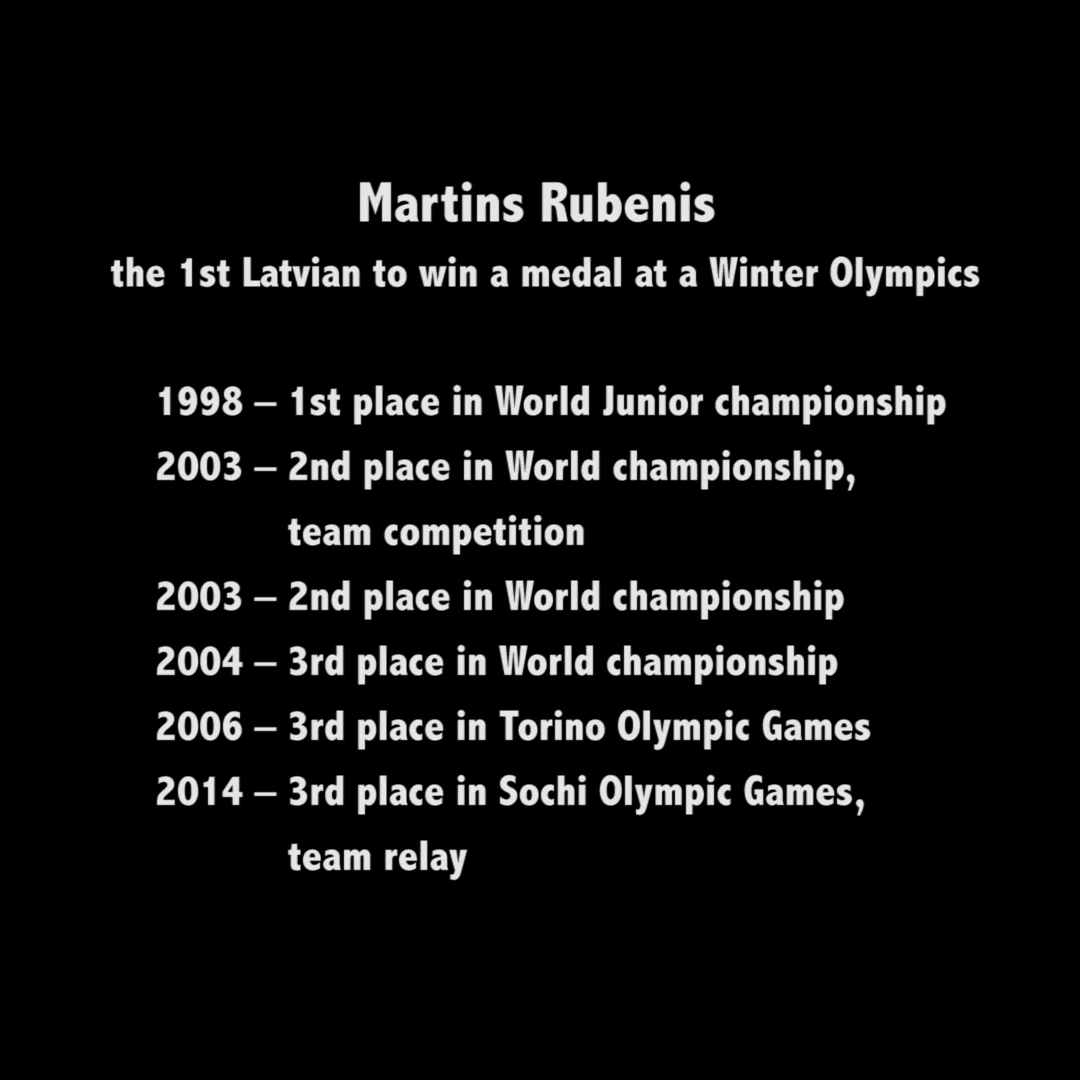 Martins Rubenis
the 1st Latvian to win a medal at a Winter Olympics
1998 – 1st place in World Junior championship
2003 – 2nd place in World championship,
team competition
2003 – 2nd place in World championship
2004 – 3rd place in World championship
2006 – 3rd place in Torino Olympic Games
2014 – 3rd place in Sochi Olympic Games,
team relay